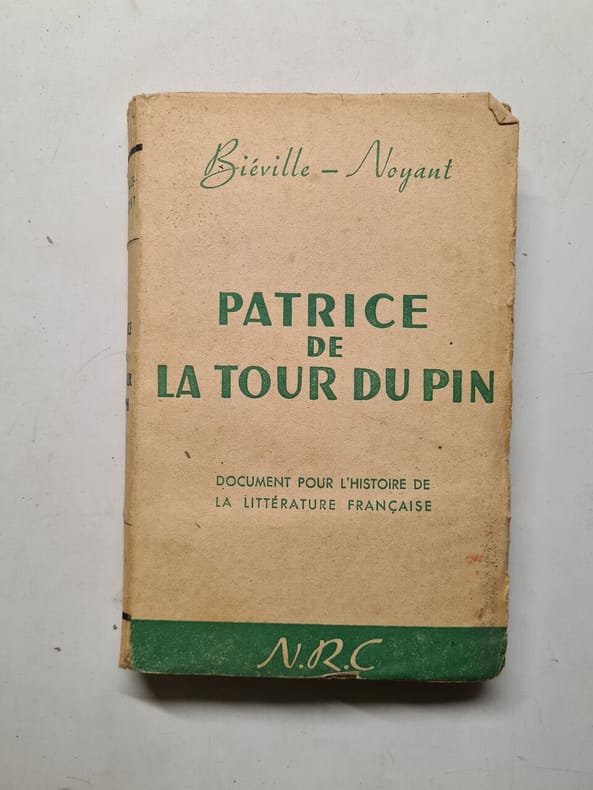 Biéville – Noyant
PATRICE
DE
LA TOUR DU PIN
DOCUMENT POUR L'HISTOIRE DE
LA LITTÉRATURE FRANÇAISE
N.R.C